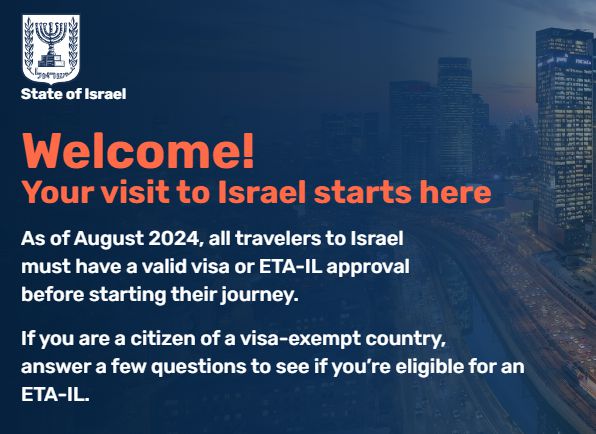 State of Israel
Welcome!
Your visit to Israel starts here
As of August 2024, all travelers to Israel
must have a valid visa or ETA-IL approval
before starting their journey.
If you are a citizen of a visa-exempt country,
answer a few questions to see if you’re eligible for an
ETA-IL.